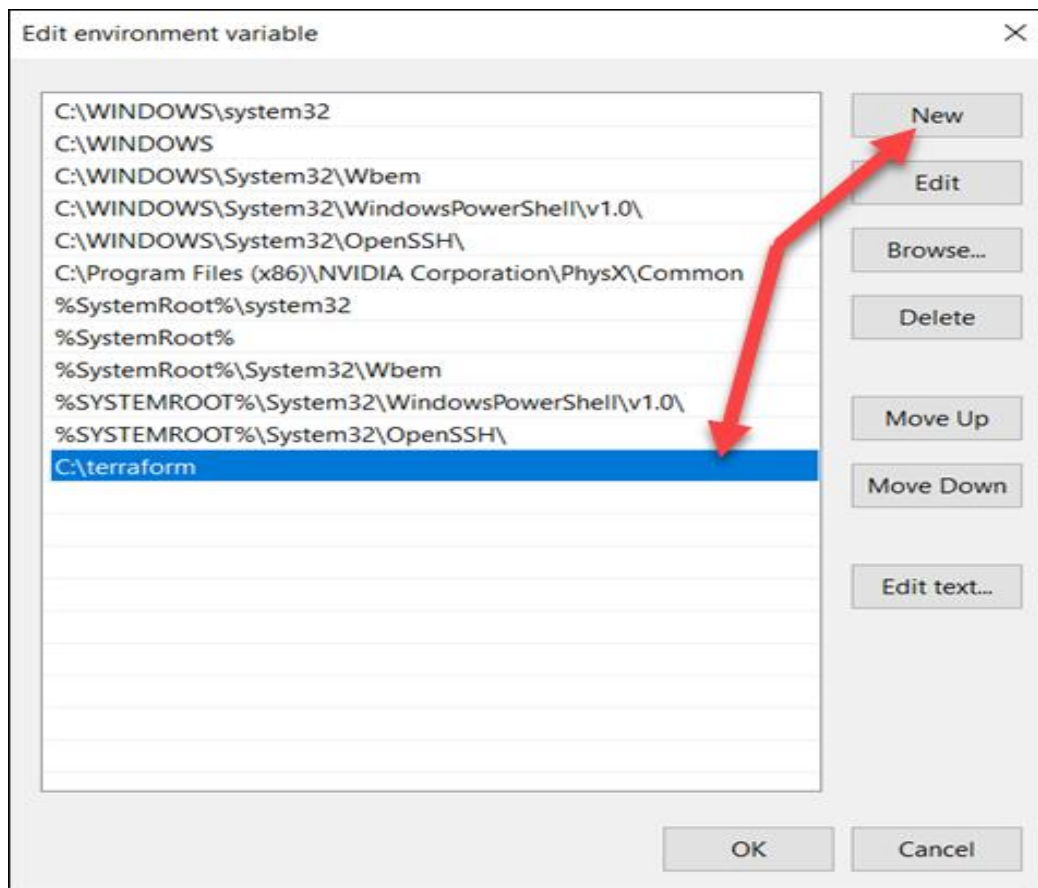 Edit environment variable
C:\WINDOWS\system32
C:\WINDOWS
C:\WINDOWS\System32\Wbem
C:\WINDOWS\System32\WindowsPowerShell\v1.0\
C:\WINDOWS\System32\OpenSSH\
C:\Program Files (x86)\NVIDIA Corporation\PhysX\Common
%SystemRoot%\system32
%SystemRoot%
%SystemRoot%\System32\Wbem
%SYSTEMROOT%\System32\WindowsPowerShell\v1.0\
%SYSTEMROOT%\System32\OpenSSH\
C:\terraform
New
Edit
Browse...
Delete
Move Up
Move Down
Edit text...
OK
Cancel